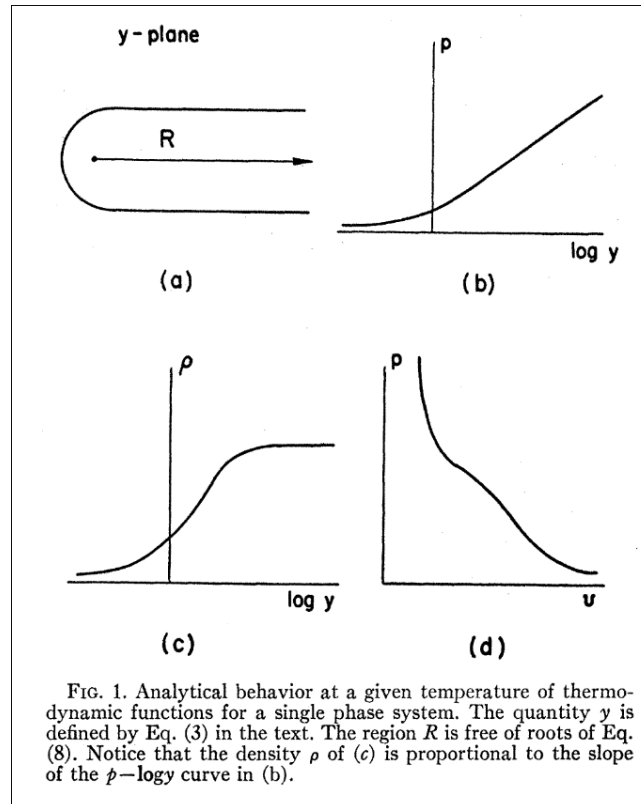 y-plane
R
(a)
p
log y
(b)
ρ
log y
(c)
p
υ
(d)
FIG. 1. Analytical behavior at a given temperature of thermo-
dynamic functions for a single phase system. The quantity y is
defined by Eq. (3) in the text. The region R is free of roots of Eq.
(8). Notice that the density ρ of (c) is proportional to the slope
of the p—logy curve in (b).